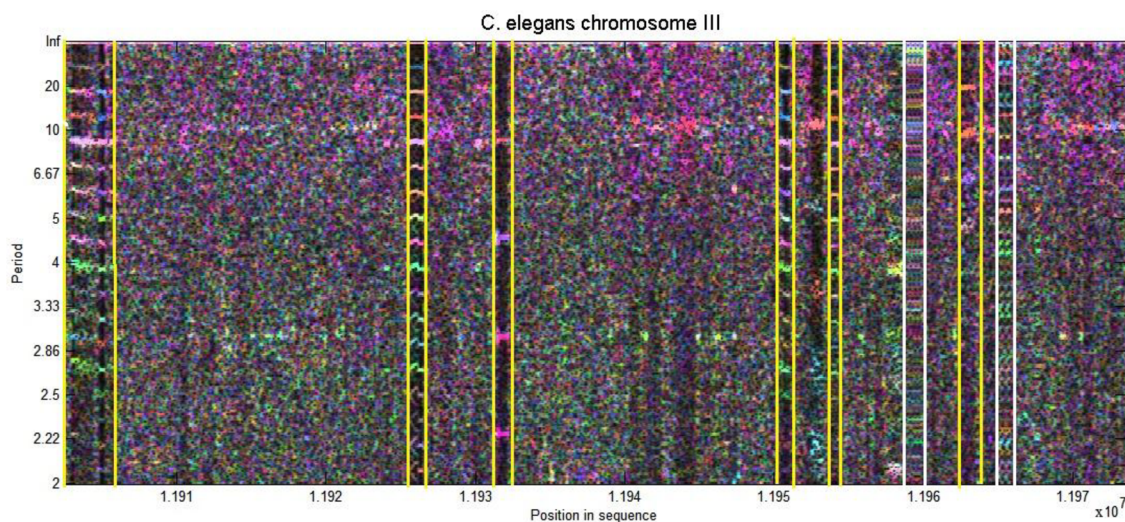 C. elegans chromosome III
Inf
20
10
6.67
5
4
3.33
2.86
2.5
2.22
2
Period
1.191 1.192 1.193 1.194 1.195 1.196 1.197
x10^7
Position in sequence